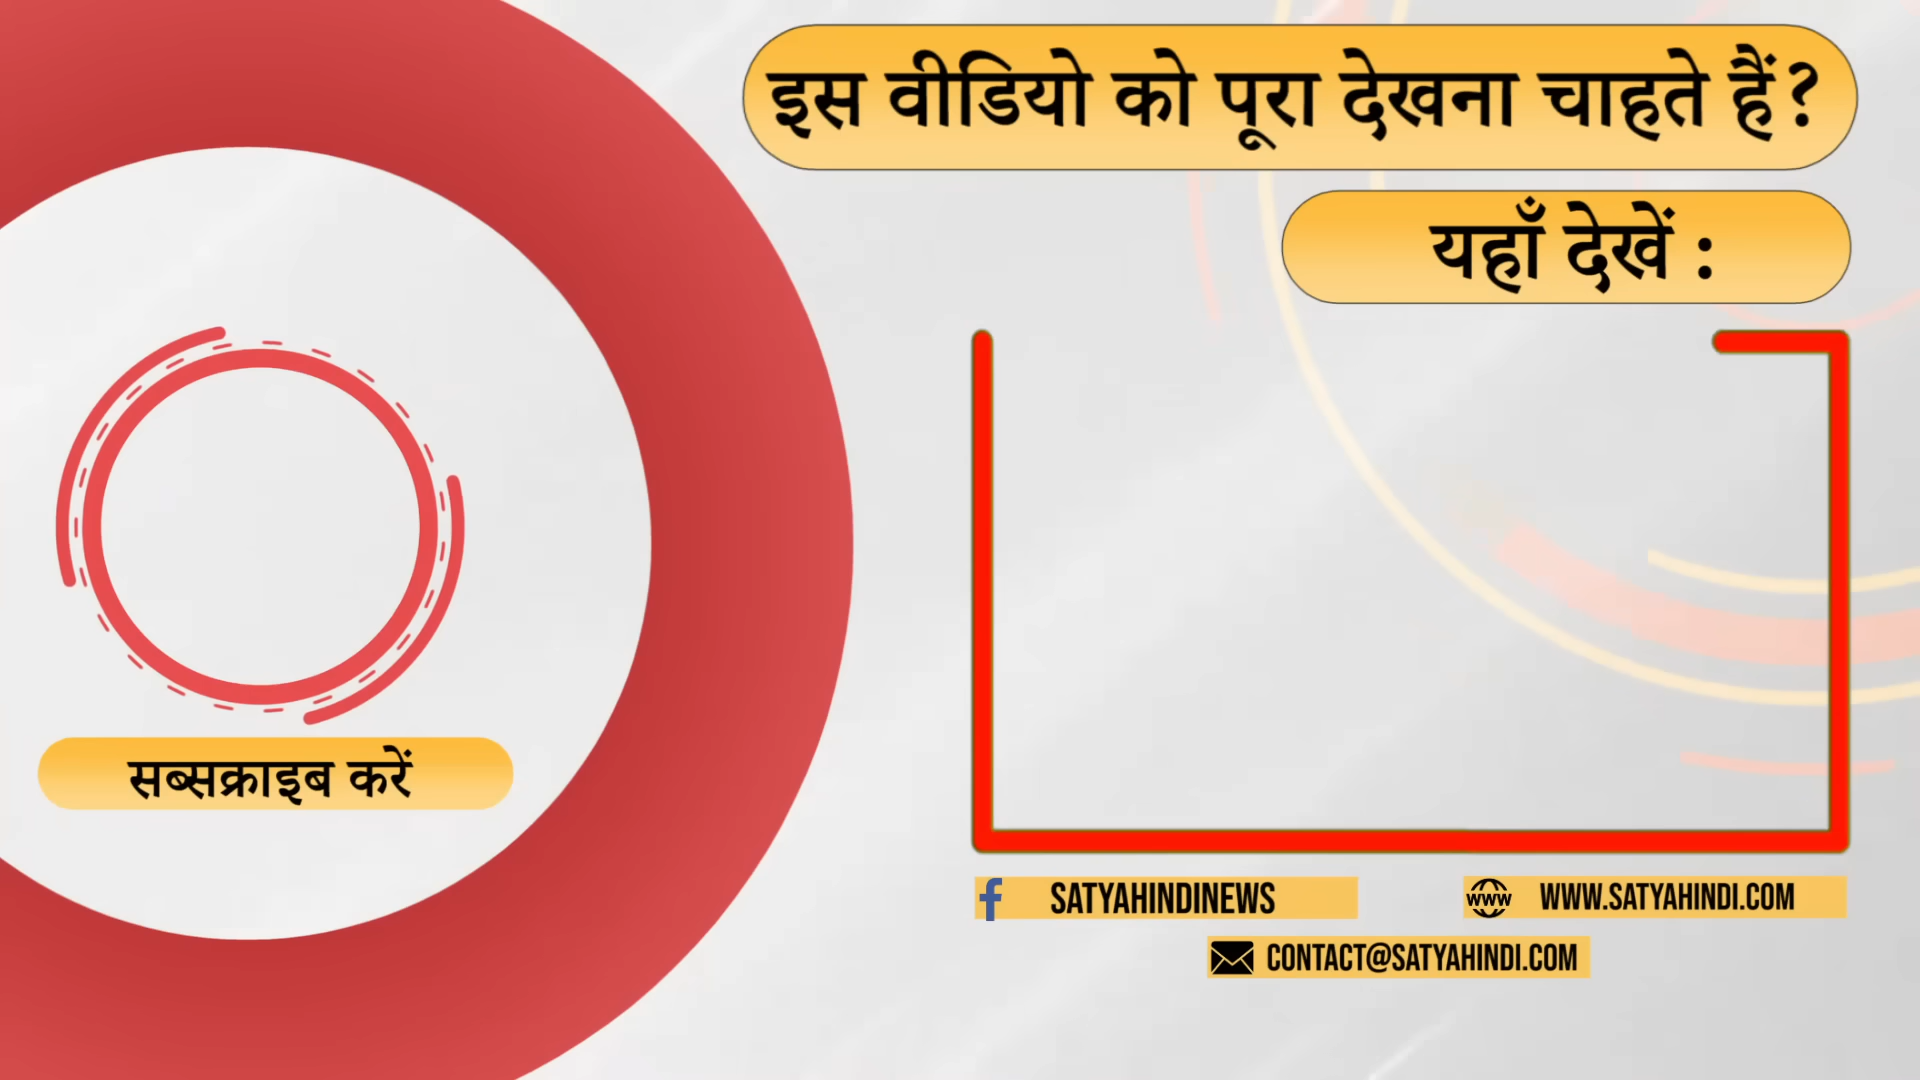 इस वीडियो को पूरा देखना चाहते हैं?
यहाँ देखें :
सब्सक्राइब करें
SATYAHINDINEWS
WWW
WWW.SATYAHINDI.COM
CONTACT@SATYAHINDI.COM